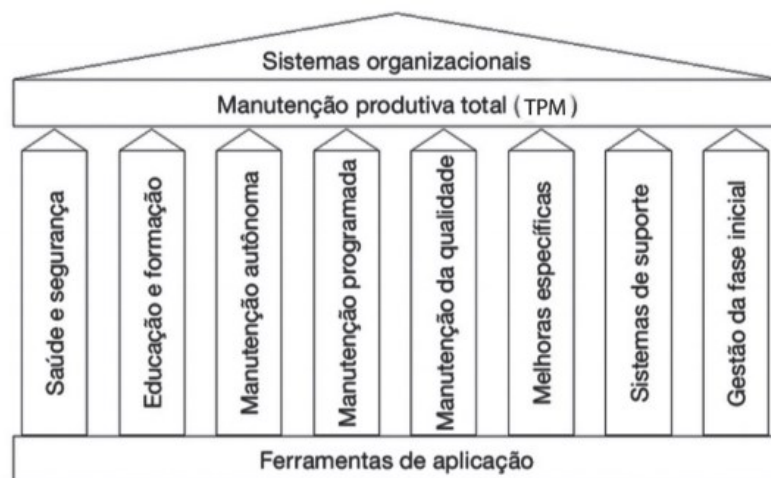 Sistemas organizacionais
Manutenção produtiva total (TPM)
Saúde e segurança
Educação e formação
Manutenção autônoma
Manutenção programada
Manutenção da qualidade
Melhoras específicas
Sistemas de suporte
Gestão da fase inicial
Ferramentas de aplicação